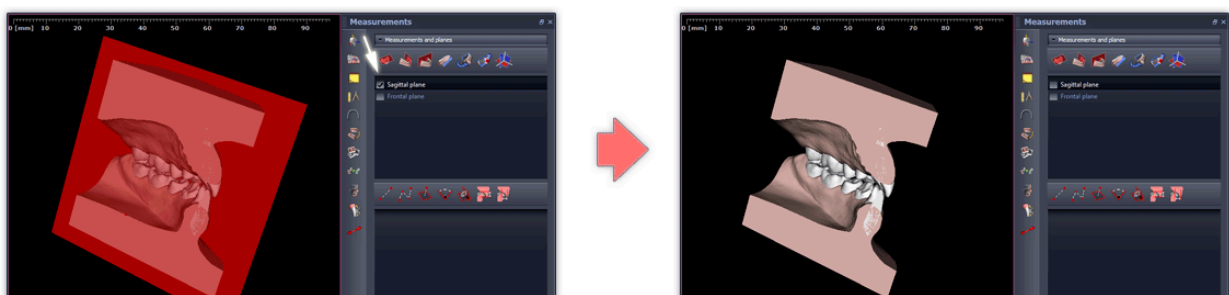 Measurements
0 [mm] 10 20 30 40 50 60 70 80 90
Measurements and planes
Sagittal plane
Frontal plane
Measurements
0 [mm] 10 20 30 40 50 60 70 80 90
Measurements and planes
Sagittal plane
Frontal plane